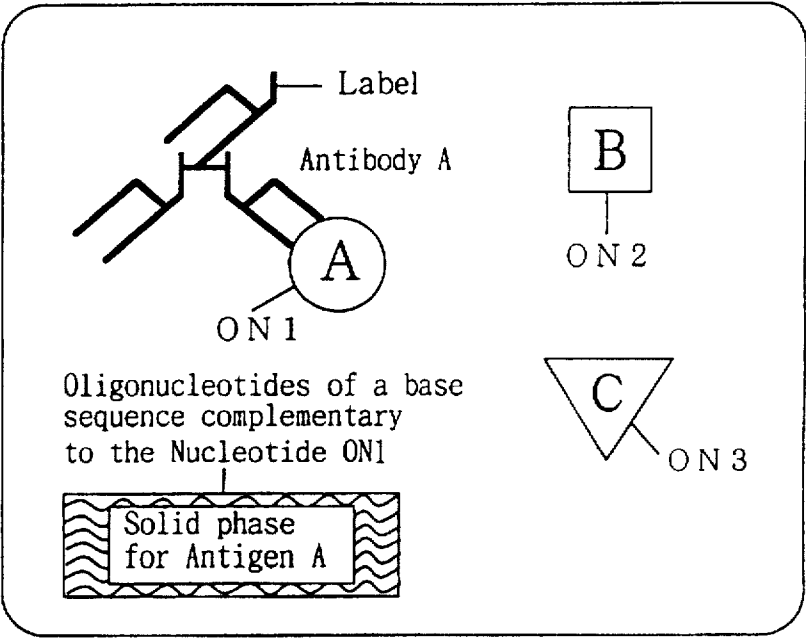 Label
Antibody A
A
ON1
B
ON2
C
ON3
Oligonucleotides of a base
sequence complementary
to the Nucleotide ON1
Solid phase
for Antigen A